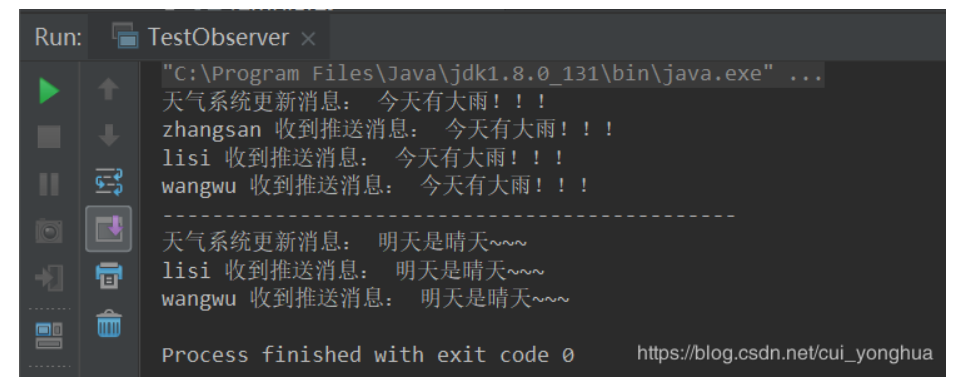 Run: TestObserver ×
"C:\Program Files\Java\jdk1.8.0_131\bin\java.exe" ...
天气系统更新消息： 今天有大雨！！！
zhangsan 收到推送消息： 今天有大雨！！！
lisi 收到推送消息： 今天有大雨！！！
wangwu 收到推送消息： 今天有大雨！！！
----------------------------------------------
天气系统更新消息： 明天是晴天~~~
lisi 收到推送消息： 明天是晴天~~~
wangwu 收到推送消息： 明天是晴天~~~
Process finished with exit code 0
https://blog.csdn.net/cui_yonghua